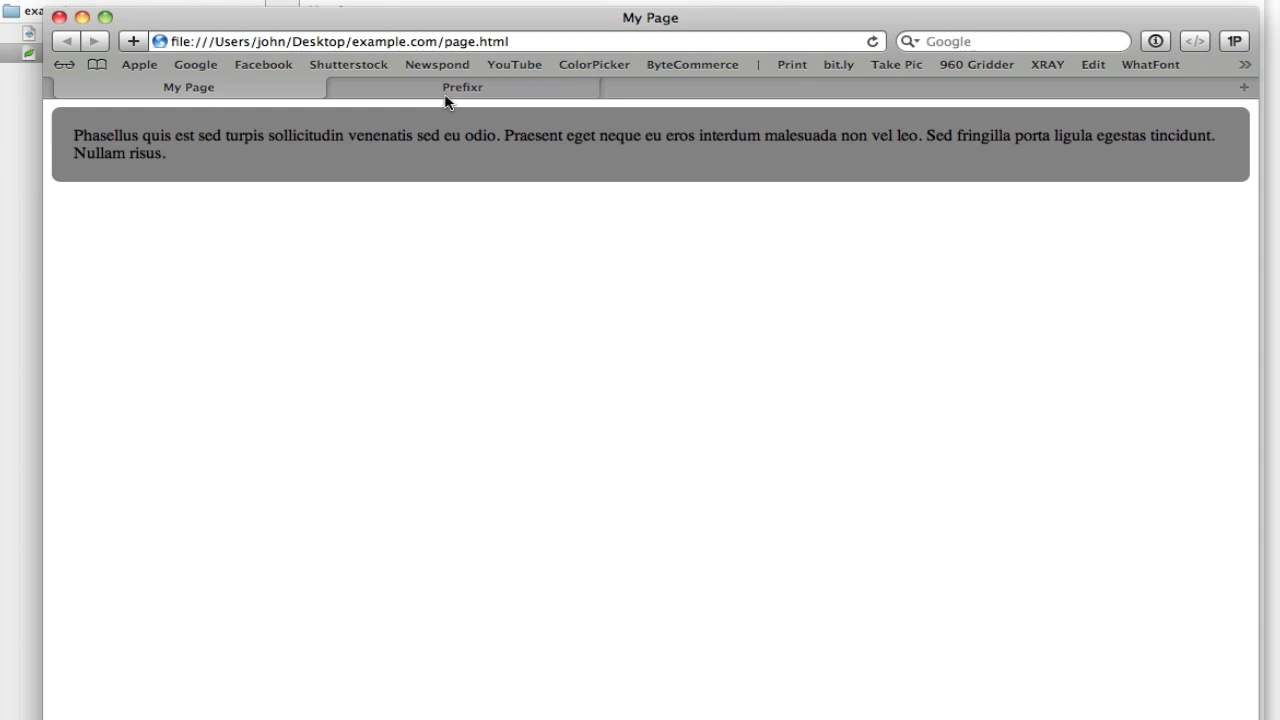 exa
My Page
file:///Users/john/Desktop/example.com/page.html
Google
</>
1P
Apple Google Facebook Shutterstock Newspond YouTube ColorPicker ByteCommerce | Print bit.ly Take Pic 960 Gridder XRAY Edit WhatFont
My Page
Prefixr
Phasellus quis est sed turpis sollicitudin venenatis sed eu odio. Praesent eget neque eu eros interdum malesuada non vel leo. Sed fringilla porta ligula egestas tincidunt.
Nullam risus.